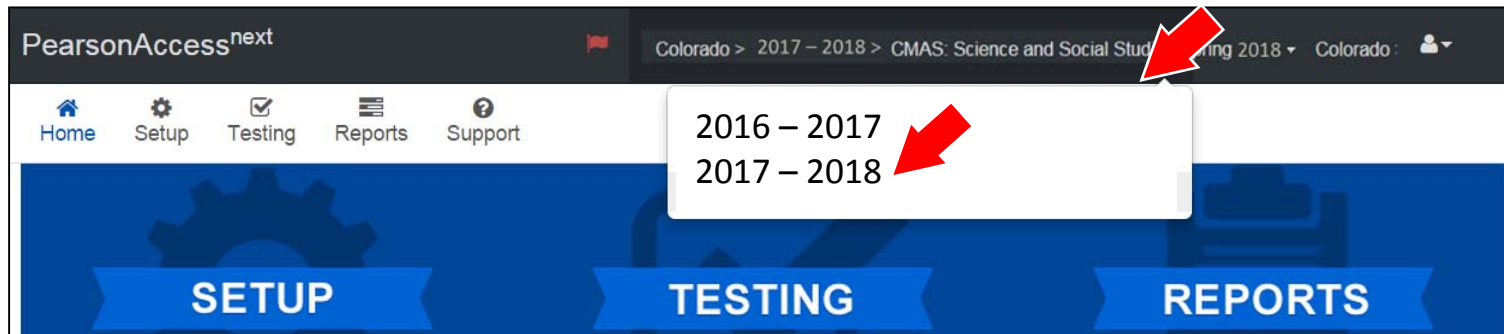 PearsonAccessnext
Colorado > 2017 – 2018 > CMAS: Science and Social Stud 2018 Colorado
Home Setup Testing Reports Support
2016 – 2017
2017 – 2018
SETUP TESTING REPORTS